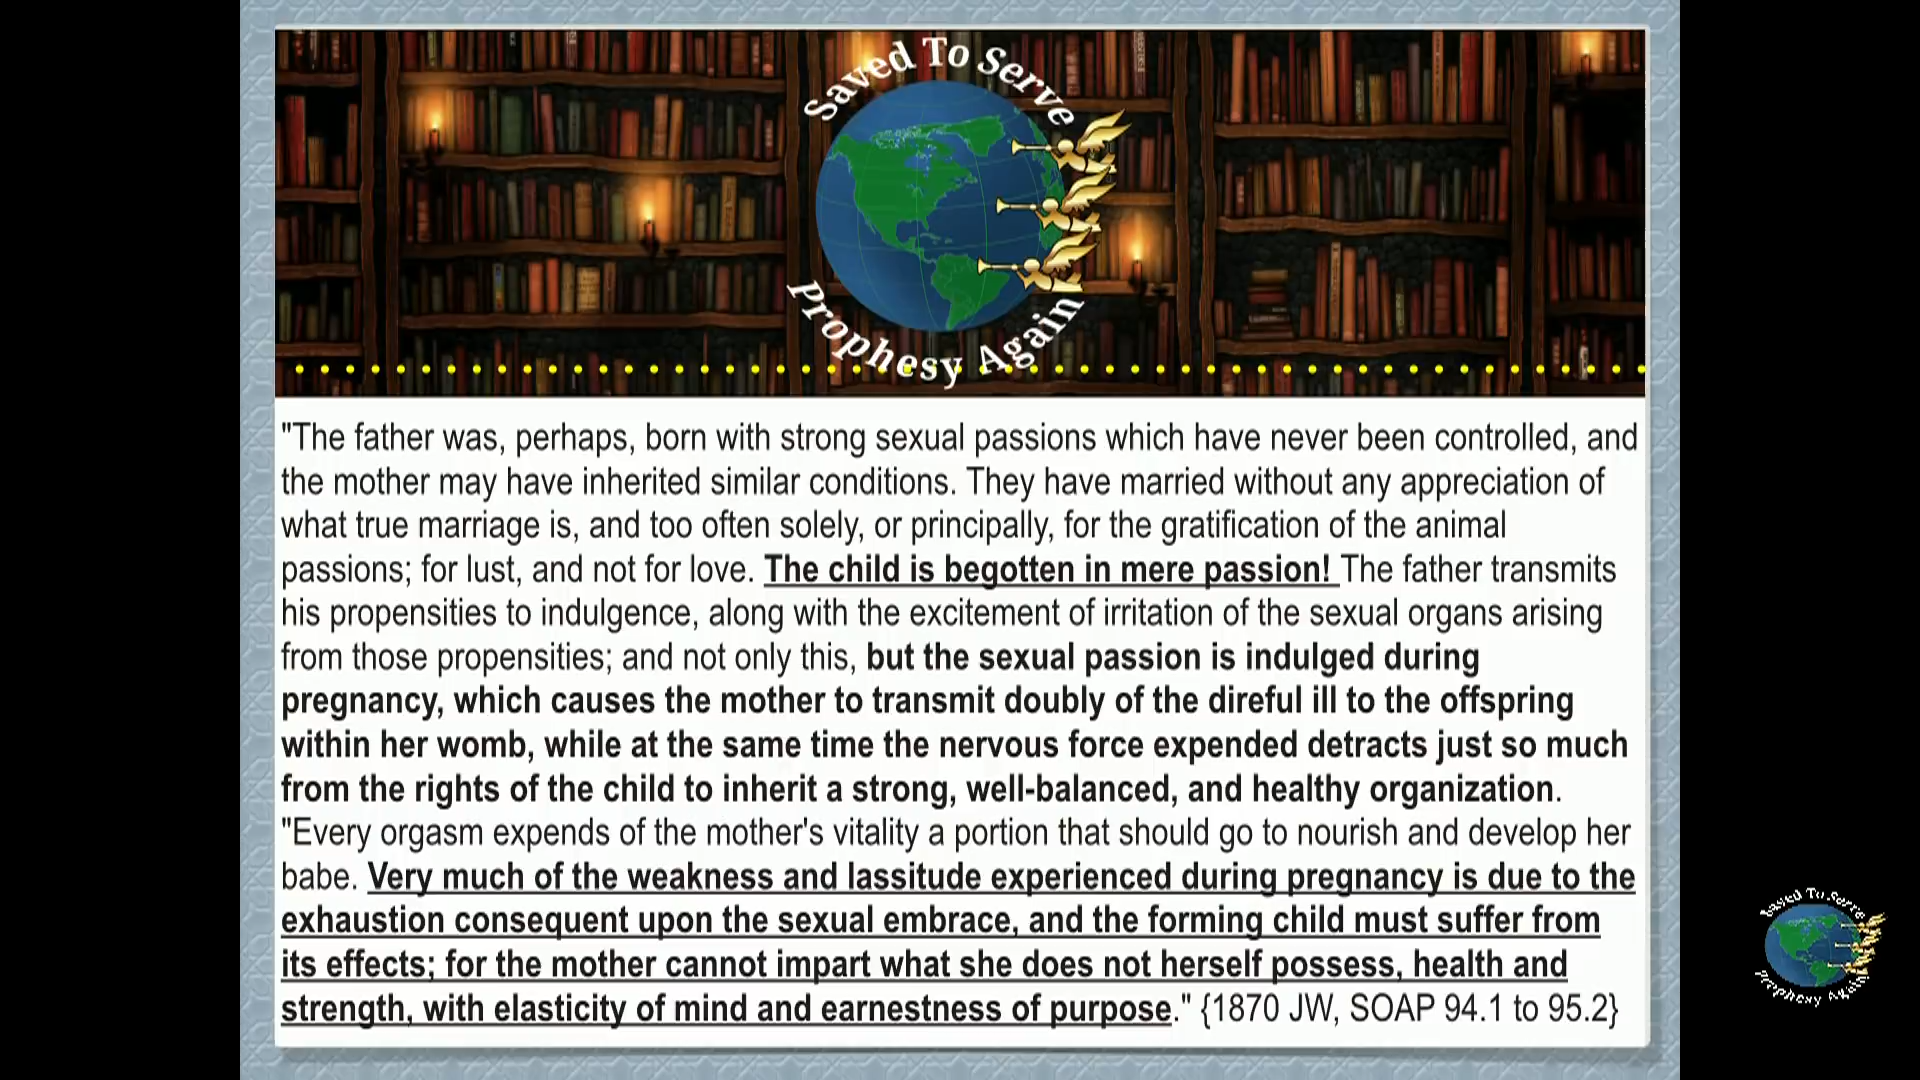 Saved To Serve
Prophesy Again
"The father was, perhaps, born with strong sexual passions which have never been controlled, and
the mother may have inherited similar conditions. They have married without any appreciation of
what true marriage is, and too often solely, or principally, for the gratification of the animal
passions; for lust, and not for love. The child is begotten in mere passion! The father transmits
his propensities to indulgence, along with the excitement of irritation of the sexual organs arising
from those propensities; and not only this, but the sexual passion is indulged during
pregnancy, which causes the mother to transmit doubly of the direful ill to the offspring
within her womb, while at the same time the nervous force expended detracts just so much
from the rights of the child to inherit a strong, well-balanced, and healthy organization.
"Every orgasm expends of the mother's vitality a portion that should go to nourish and develop her
babe. Very much of the weakness and lassitude experienced during pregnancy is due to the
exhaustion consequent upon the sexual embrace, and the forming child must suffer from
its effects; for the mother cannot impart what she does not herself possess, health and
strength, with elasticity of mind and earnestness of purpose." {1870 JW, SOAP 94.1 to 95.2}
Saved To Serve
Prophesy Again